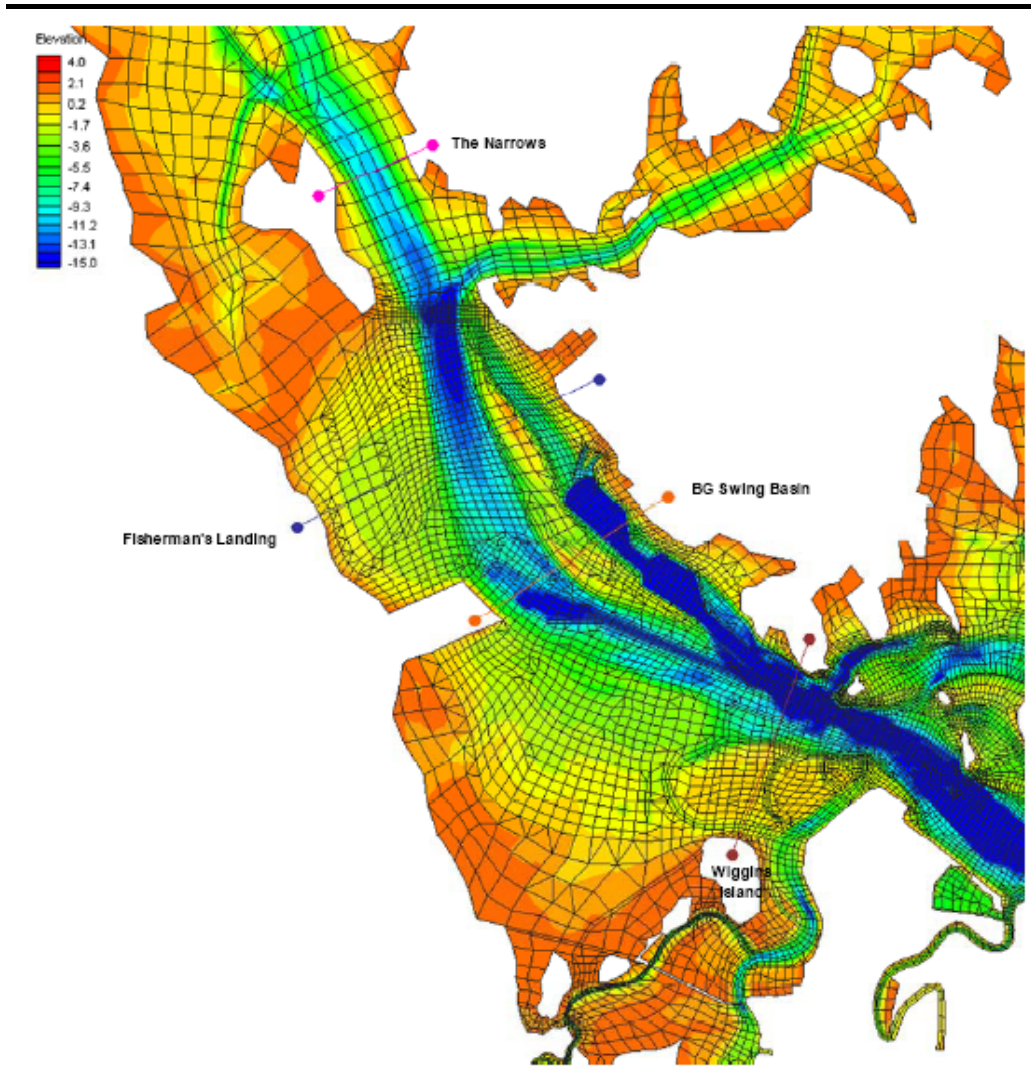 Elevation
4.0
2.1
0.2
-1.7
-3.6
-5.5
-7.4
-9.3
-11.2
-13.1
-15.0
The Narrows
BG Swing Basin
Fisherman's Landing
Wiggins
Island